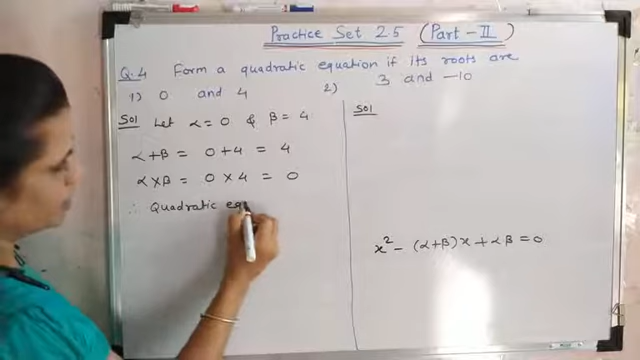 Practice Set 2.5 (Part-II)
Q.4 Form a quadratic equation if its roots are
1) 0 and 4 2) 3 and -10
Sol Let α = 0 & β = 4
α+β = 0+4 = 4
α×β = 0 × 4 = 0
∴ Quadratic equ
Sol
x² - (α+β)x + αβ = 0